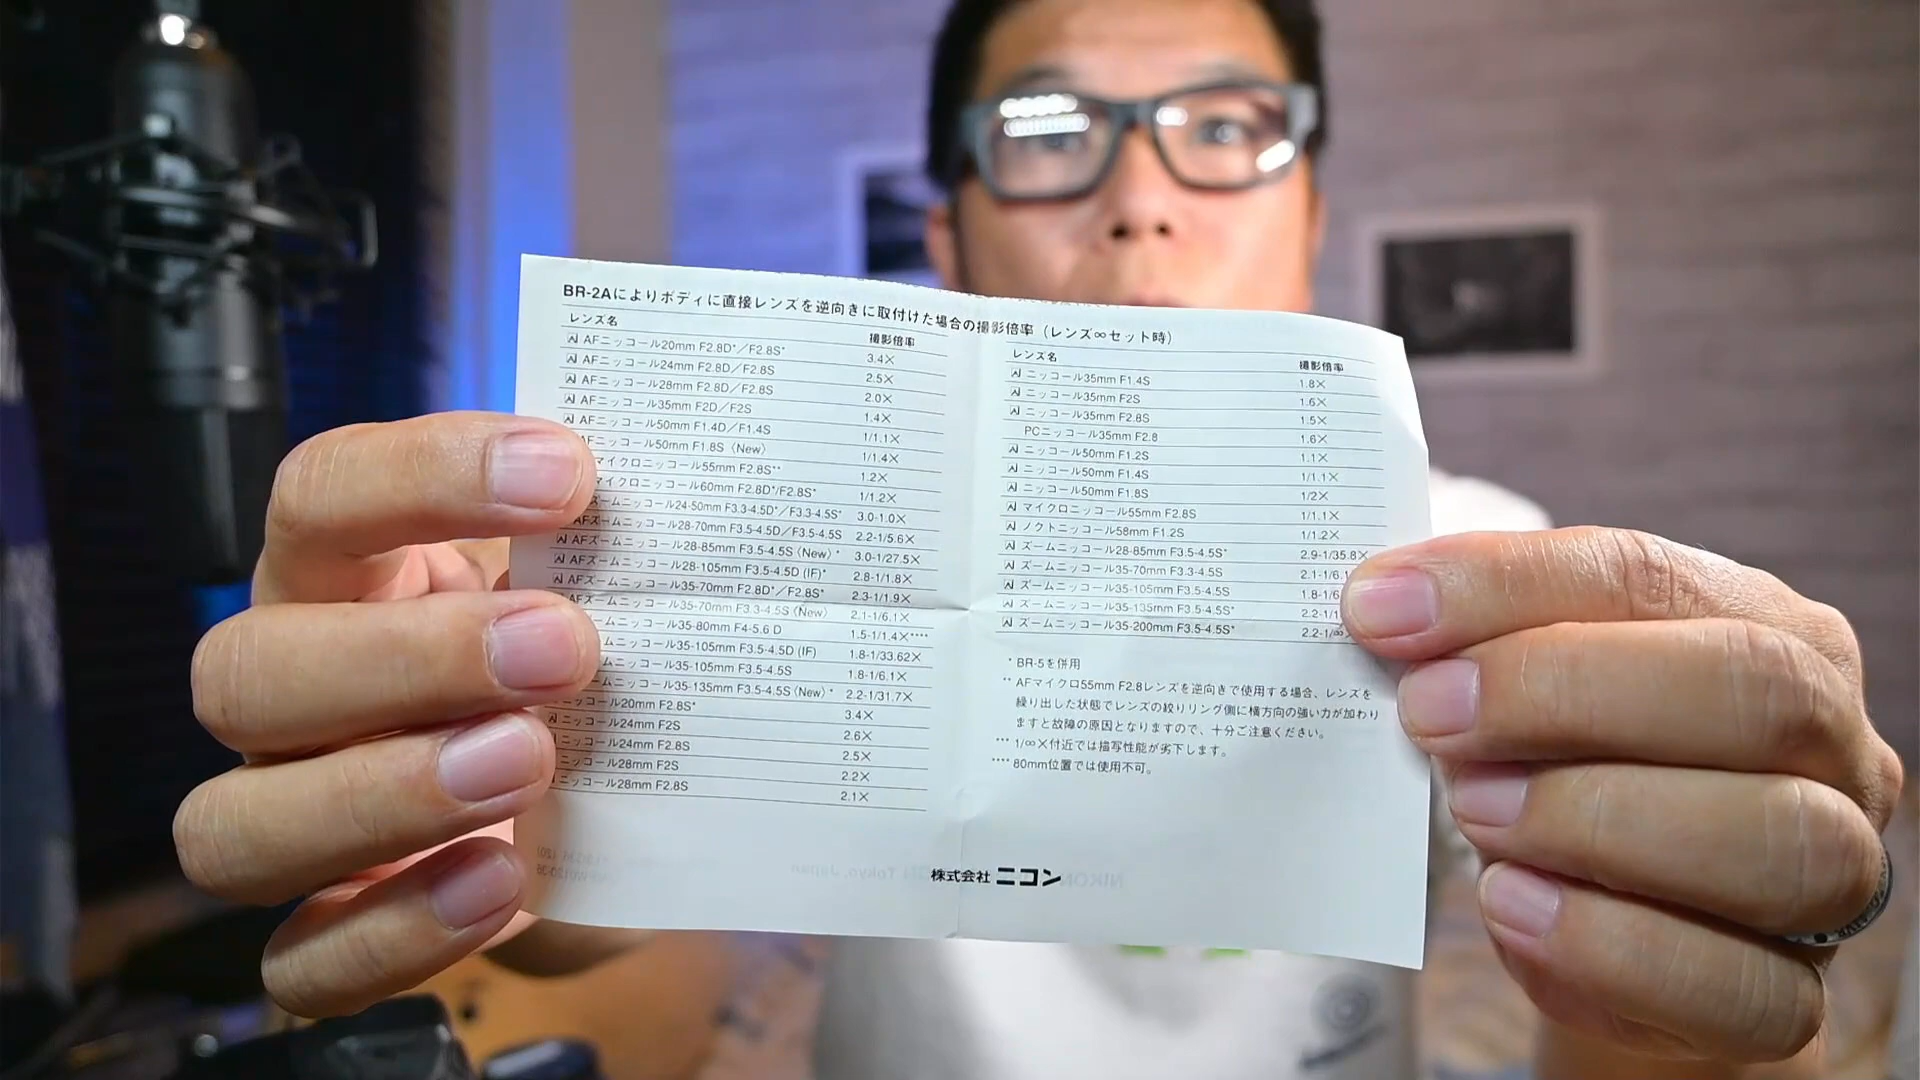 BR-2Aによりボディに直接レンズを逆向きに取付けた場合の撮影倍率（レンズ∞セット時）
レンズ名 撮影倍率
AFニッコール20mm F2.8D*／F2.8S* 3.4×
AFニッコール24mm F2.8D／F2.8S 2.5×
AFニッコール28mm F2.8D／F2.8S 2.0×
AFニッコール35mm F2D／F2S 1.4×
AFニッコール50mm F1.4D／F1.4S 1/1.1×
AFニッコール50mm F1.8S〈New〉 1/1.4×
マイクロニッコール55mm F2.8S** 1.2×
マイクロニッコール60mm F2.8D*/F2.8S* 1/1.2×
ズームニッコール24-50mm F3.3-4.5D*／F3.3-4.5S* 3.0-1.0×
AFズームニッコール28-70mm F3.5-4.5D／F3.5-4.5S 2.2-1/5.6×
AFズームニッコール28-85mm F3.5-4.5S〈New〉* 3.0-1/27.5×
AFズームニッコール28-105mm F3.5-4.5D (IF)* 2.8-1/1.8×
AFズームニッコール35-70mm F2.8D*／F2.8S* 2.3-1/1.9×
AFズームニッコール35-70mm F3.3-4.5S〈New〉 2.1-1/6.1×
ームニッコール35-80mm F4-5.6 D 1.5-1/1.4×****
ームニッコール35-105mm F3.5-4.5D (IF) 1.8-1/33.62×
ームニッコール35-105mm F3.5-4.5S 1.8-1/6.1×
ームニッコール35-135mm F3.5-4.5S〈New〉* 2.2-1/31.7×
ニッコール20mm F2.8S* 3.4×
ニッコール24mm F2S 2.6×
ニッコール24mm F2.8S 2.5×
ニッコール28mm F2S 2.2×
ニッコール28mm F2.8S 2.1×
レンズ名 撮影倍率
ニッコール35mm F1.4S 1.8×
ニッコール35mm F2S 1.6×
ニッコール35mm F2.8S 1.5×
PCニッコール35mm F2.8 1.6×
ニッコール50mm F1.2S 1.1×
ニッコール50mm F1.4S 1/1.1×
ニッコール50mm F1.8S 1/2×
マイクロニッコール55mm F2.8S 1/1.1×
ノクトニッコール58mm F1.2S 1/1.2×
ズームニッコール28-85mm F3.5-4.5S* 2.9-1/35.8×
ズームニッコール35-70mm F3.3-4.5S 2.1-1/6.1
ズームニッコール35-105mm F3.5-4.5S 1.8-1/6
ズームニッコール35-135mm F3.5-4.5S* 2.2-1/
ズームニッコール35-200mm F3.5-4.5S* 2.2-1/∞
* BR-5を併用
** AFマイクロ55mm F2.8レンズを逆向きで使用する場合、レンズを
繰り出した状態でレンズの絞りリング側に横方向の強い力が加わり
ますと故障の原因となりますので、十分ご注意ください。
*** 1/∞×付近では描写性能が劣下します。
**** 80mm位置では使用不可。
株式会社 ニコン